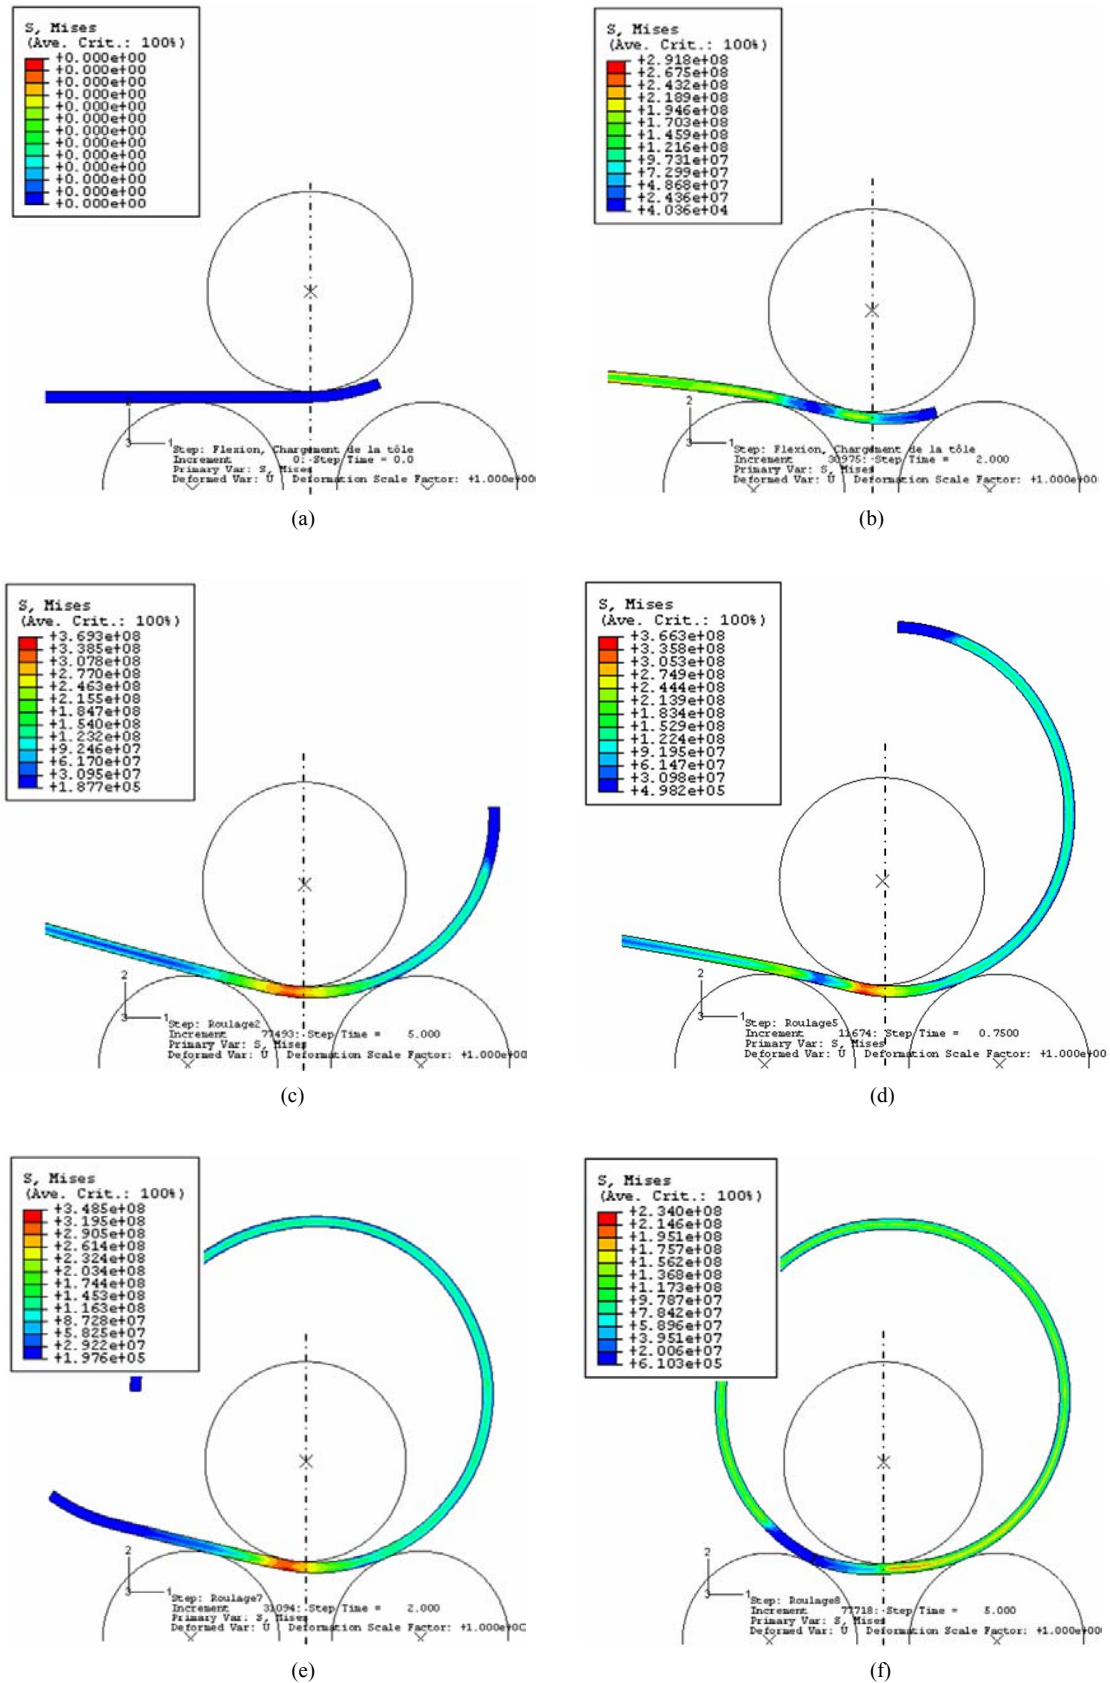 S, Mises
(Ave. Crit.: 100%)
+0.000e+00
+0.000e+00
+0.000e+00
+0.000e+00
+0.000e+00
+0.000e+00
+0.000e+00
+0.000e+00
+0.000e+00
+0.000e+00
+0.000e+00
+0.000e+00
+0.000e+00
2
3
1
Step: Flexion, Chargement de la tôle
Increment 0: Step Time = 0.0
Primary Var: S, Mises
Deformed Var: U Deformation Scale Factor: +1.000e+00
(a)
S, Mises
(Ave. Crit.: 100%)
+2.918e+08
+2.675e+08
+2.432e+08
+2.189e+08
+1.946e+08
+1.703e+08
+1.459e+08
+1.216e+08
+9.731e+07
+7.299e+07
+4.868e+07
+2.436e+07
+4.036e+04
2
3
1
Step: Flexion, Chargement de la tôle
Increment 30975: Step Time = 2.000
Primary Var: S, Mises
Deformed Var: U Deformation Scale Factor: +1.000e+00
(b)
S, Mises
(Ave. Crit.: 100%)
+3.693e+08
+3.385e+08
+3.078e+08
+2.770e+08
+2.463e+08
+2.155e+08
+1.847e+08
+1.540e+08
+1.232e+08
+9.246e+07
+6.170e+07
+3.095e+07
+1.877e+05
2
3
1
Step: Roulage2
Increment 77493: Step Time = 5.000
Primary Var: S, Mises
Deformed Var: U Deformation Scale Factor: +1.000e+00
(c)
S, Mises
(Ave. Crit.: 100%)
+3.663e+08
+3.358e+08
+3.053e+08
+2.749e+08
+2.444e+08
+2.139e+08
+1.834e+08
+1.529e+08
+1.224e+08
+9.195e+07
+6.147e+07
+3.098e+07
+4.982e+05
2
3
1
Step: Roulage5
Increment 11674: Step Time = 0.7500
Primary Var: S, Mises
Deformed Var: U Deformation Scale Factor: +1.000e+00
(d)
S, Mises
(Ave. Crit.: 100%)
+3.485e+08
+3.195e+08
+2.905e+08
+2.614e+08
+2.324e+08
+2.034e+08
+1.744e+08
+1.453e+08
+1.163e+08
+8.728e+07
+5.825e+07
+2.922e+07
+1.976e+05
2
3
1
Step: Roulage7
Increment 31094: Step Time = 2.000
Primary Var: S, Mises
Deformed Var: U Deformation Scale Factor: +1.000e+0
(e)
S, Mises
(Ave. Crit.: 100%)
+2.340e+08
+2.146e+08
+1.951e+08
+1.757e+08
+1.562e+08
+1.368e+08
+1.173e+08
+9.787e+07
+7.842e+07
+5.896e+07
+3.951e+07
+2.006e+07
+6.103e+05
2
3
1
Step: Roulage8
Increment 77718: Step Time = 5.000
Primary Var: S, Mises
Deformed Var: U Deformation Scale Factor: +1.000e+00
(f)